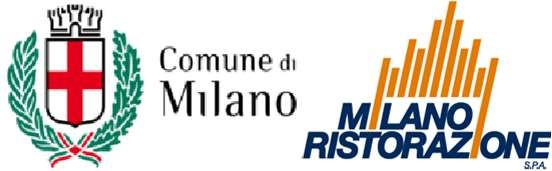 Comune di
Milano
MILANO
RISTORAZIONE
S.P.A.